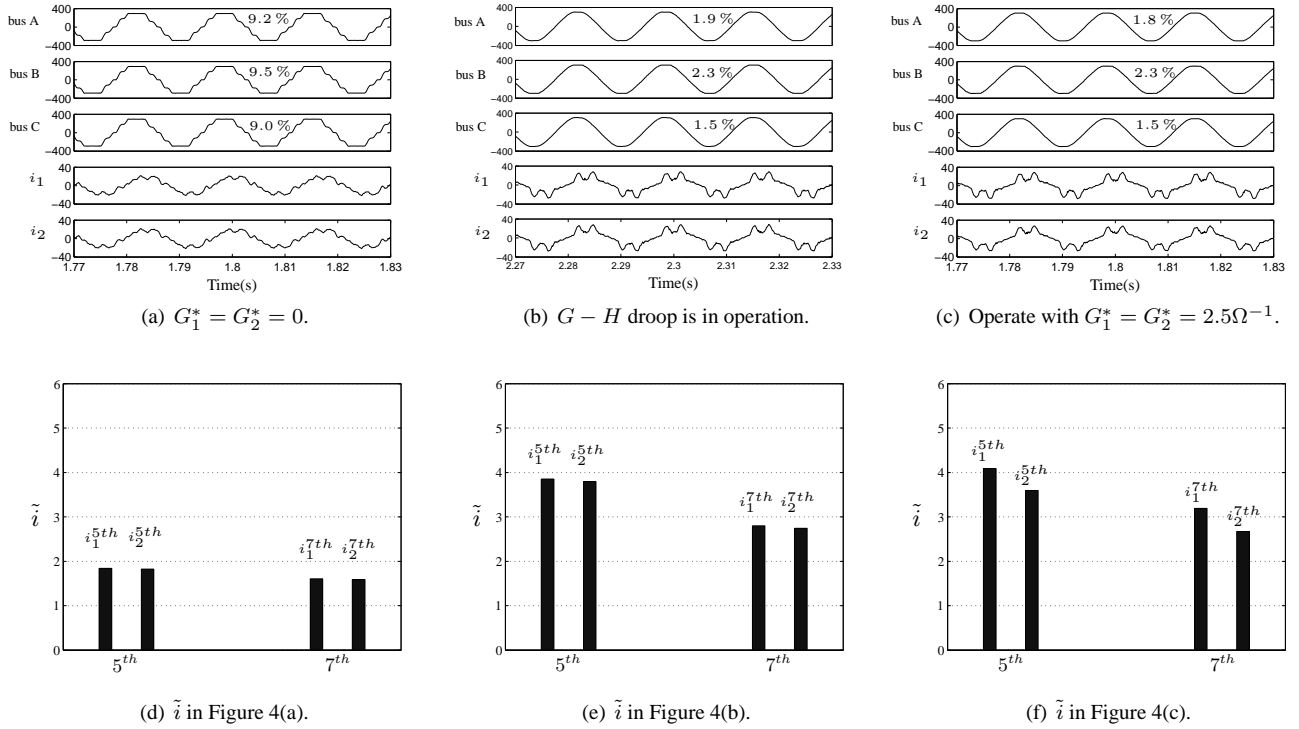 bus A
400
0
−400
9.2 %
bus B
400
0
−400
9.5 %
bus C
400
0
−400
9.0 %
i1
40
0
−40
i2
40
0
−40
1.77 1.78 1.79 1.8 1.81 1.82 1.83
Time(s)
(a) G*1 = G*2 = 0.
bus A
400
0
−400
1.9 %
bus B
400
0
−400
2.3 %
bus C
400
0
−400
1.5 %
i1
40
0
−40
i2
40
0
−40
2.27 2.28 2.29 2.3 2.31 2.32 2.33
Time(s)
(b) G − H droop is in operation.
bus A
400
0
−400
1.8 %
bus B
400
0
−400
2.3 %
bus C
400
0
−400
1.5 %
i1
40
0
−40
i2
40
0
−40
1.77 1.78 1.79 1.8 1.81 1.82 1.83
Time(s)
(c) Operate with G*1 = G*2 = 2.5Ω−1.
6
5
4
3
2
1
0
ĩ
i1 5th i2 5th
i1 7th i2 7th
5th 7th
(d) ĩ in Figure 4(a).
6
5
4
3
2
1
0
ĩ
i1 5th i2 5th
i1 7th i2 7th
5th 7th
(e) ĩ in Figure 4(b).
6
5
4
3
2
1
0
ĩ
i1 5th
i2 5th
i1 7th
i2 7th
5th 7th
(f) ĩ in Figure 4(c).